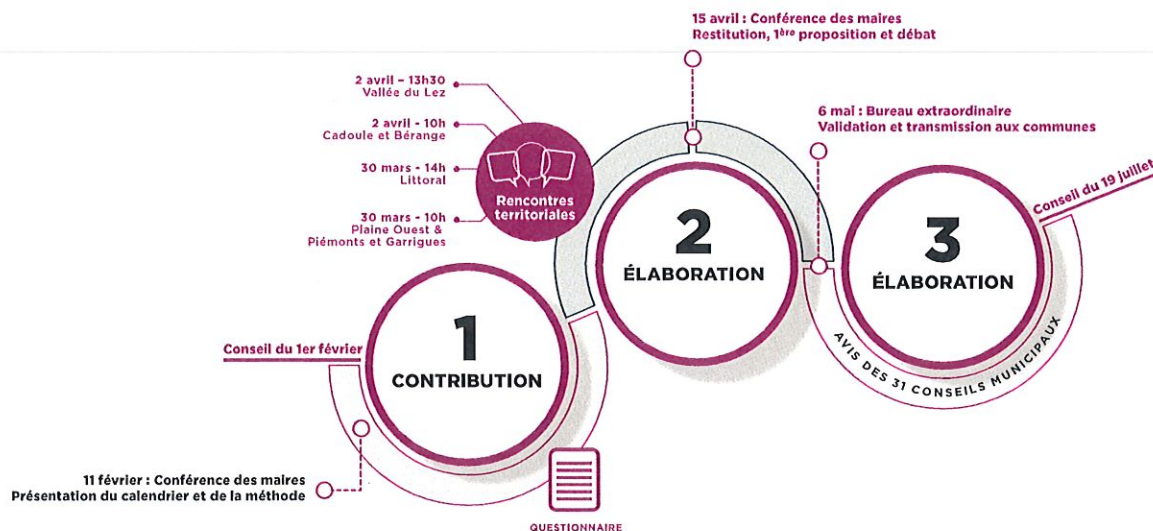 15 avril : Conférence des maires
Restitution, 1ère proposition et débat
2 avril – 13h30
Vallée du Lez
2 avril - 10h
Cadoule et Bérange
30 mars - 14h
Littoral
30 mars - 10h
Plaine Ouest &
Piémonts et Garrigues
Rencontres
territoriales
6 mai : Bureau extraordinaire
Validation et transmission aux communes
Conseil du 1er février
1
CONTRIBUTION
2
ÉLABORATION
3
ÉLABORATION
Conseil du 19 juillet
AVIS DES 31 CONSEILS MUNICIPAUX
11 février : Conférence des maires
Présentation du calendrier et de la méthode
QUESTIONNAIRE